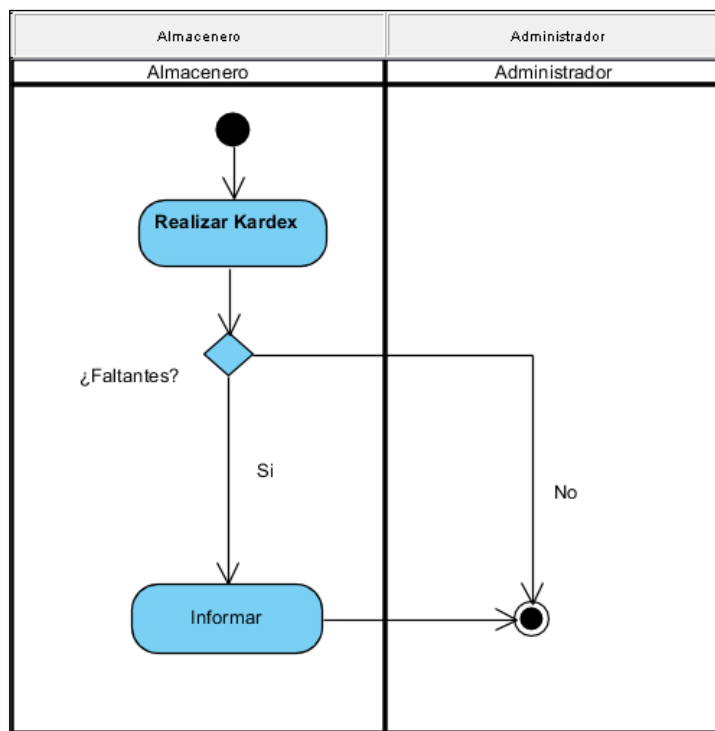 Almacenero
Administrador
Almacenero
Administrador
Realizar Kardex
¿Faltantes?
Si
No
Informar